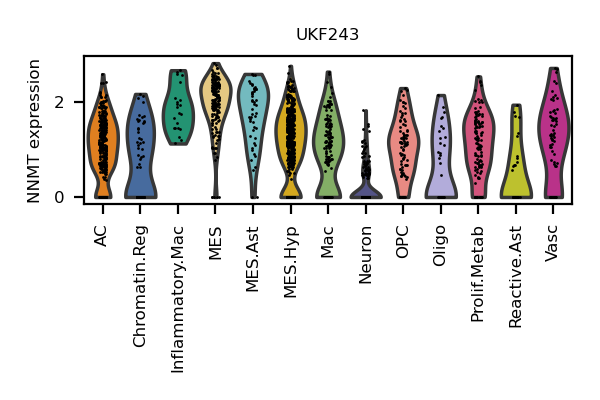 UKF243
NNMT expression
2
0
AC
Chromatin.Reg
Inflammatory.Mac
MES
MES.Ast
MES.Hyp
Mac
Neuron
OPC
Oligo
Prolif.Metab
Reactive.Ast
Vasc